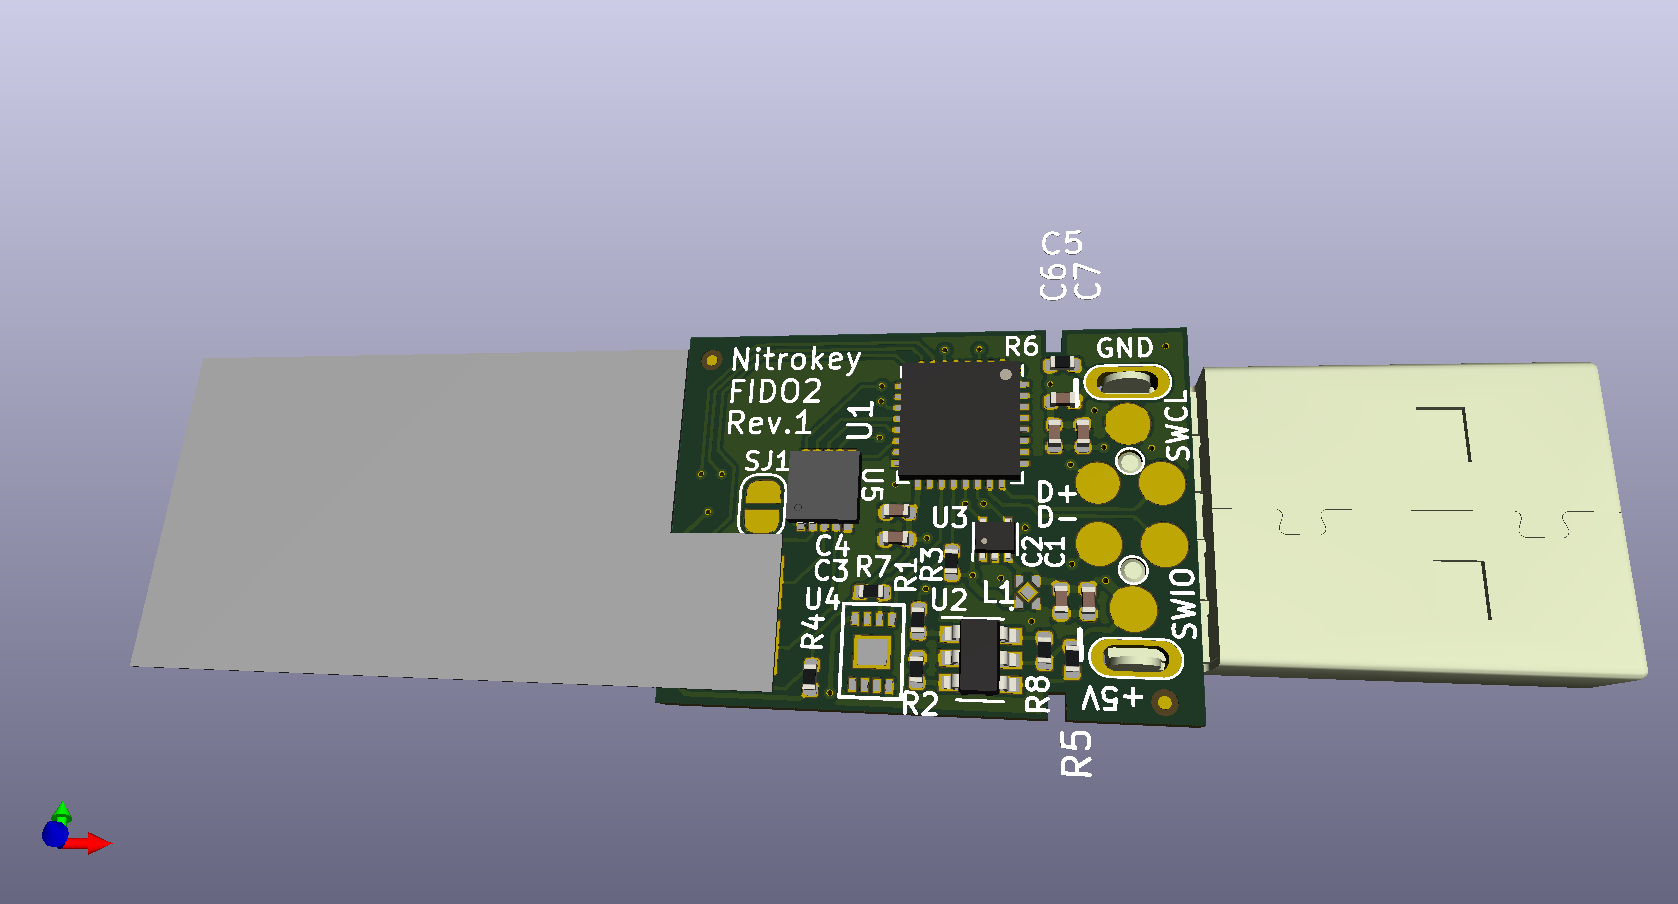 C5
C6
C7
R6
GND
Nitrokey
FIDO2
Rev.1
U1
SWCL
SJ1
U5
D+
U3
D-
C2
C1
C4
C3
R7
R1
R3
U4
U2
L1
SWIO
R4
R2
R8
+5V
R5